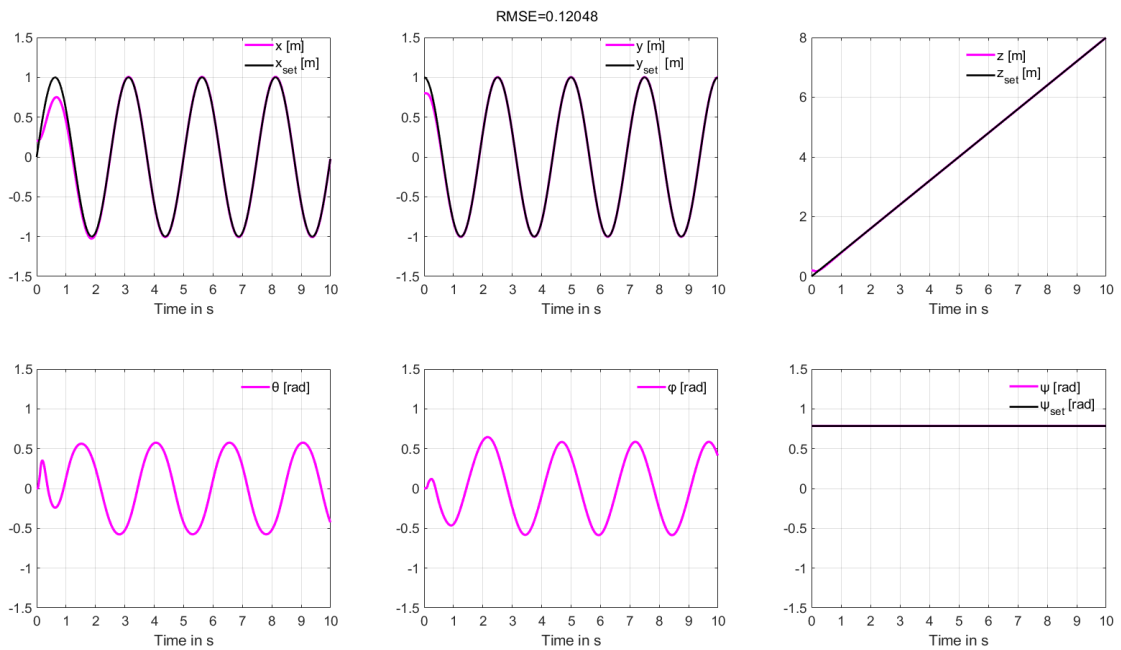 RMSE=0.12048
x [m]
x_set [m]
1.5
1
0.5
0
-0.5
-1
-1.5
0 1 2 3 4 5 6 7 8 9 10
Time in s
y [m]
y_set [m]
1.5
1
0.5
0
-0.5
-1
-1.5
0 1 2 3 4 5 6 7 8 9 10
Time in s
z [m]
z_set [m]
8
6
4
2
0
0 1 2 3 4 5 6 7 8 9 10
Time in s
θ [rad]
1.5
1
0.5
0
-0.5
-1
-1.5
0 1 2 3 4 5 6 7 8 9 10
Time in s
φ [rad]
1.5
1
0.5
0
-0.5
-1
-1.5
0 1 2 3 4 5 6 7 8 9 10
Time in s
ψ [rad]
ψ_set [rad]
1.5
1
0.5
0
-0.5
-1
-1.5
0 1 2 3 4 5 6 7 8 9 10
Time in s